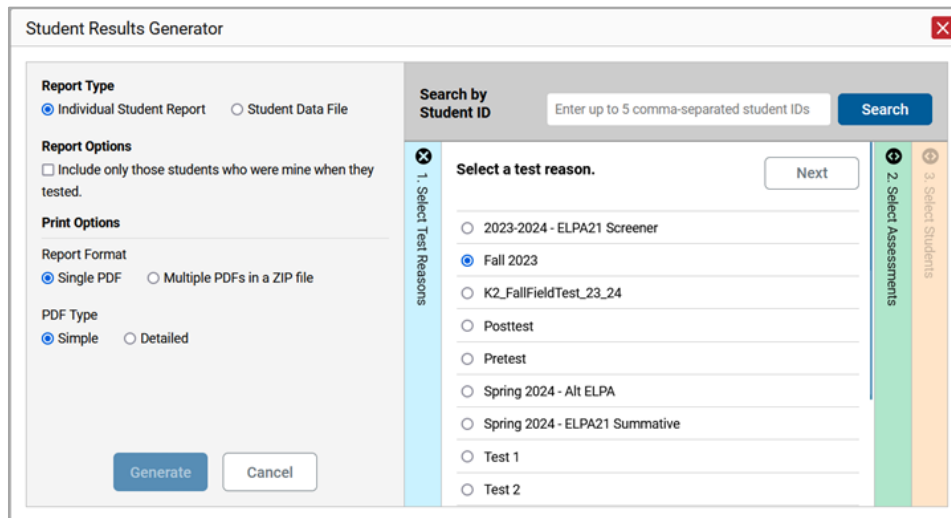 Student Results Generator
Report Type
Individual Student Report
Student Data File
Report Options
Include only those students who were mine when they
tested.
Print Options
Report Format
Single PDF
Multiple PDFs in a ZIP file
PDF Type
Simple
Detailed
Generate
Cancel
Search by
Student ID
Enter up to 5 comma-separated student IDs
Search
1. Select Test Reasons
Select a test reason.
Next
2023-2024 - ELPA21 Screener
Fall 2023
K2_FallFieldTest_23_24
Posttest
Pretest
Spring 2024 - Alt ELPA
Spring 2024 - ELPA21 Summative
Test 1
Test 2
2. Select Assessments
3. Select Students